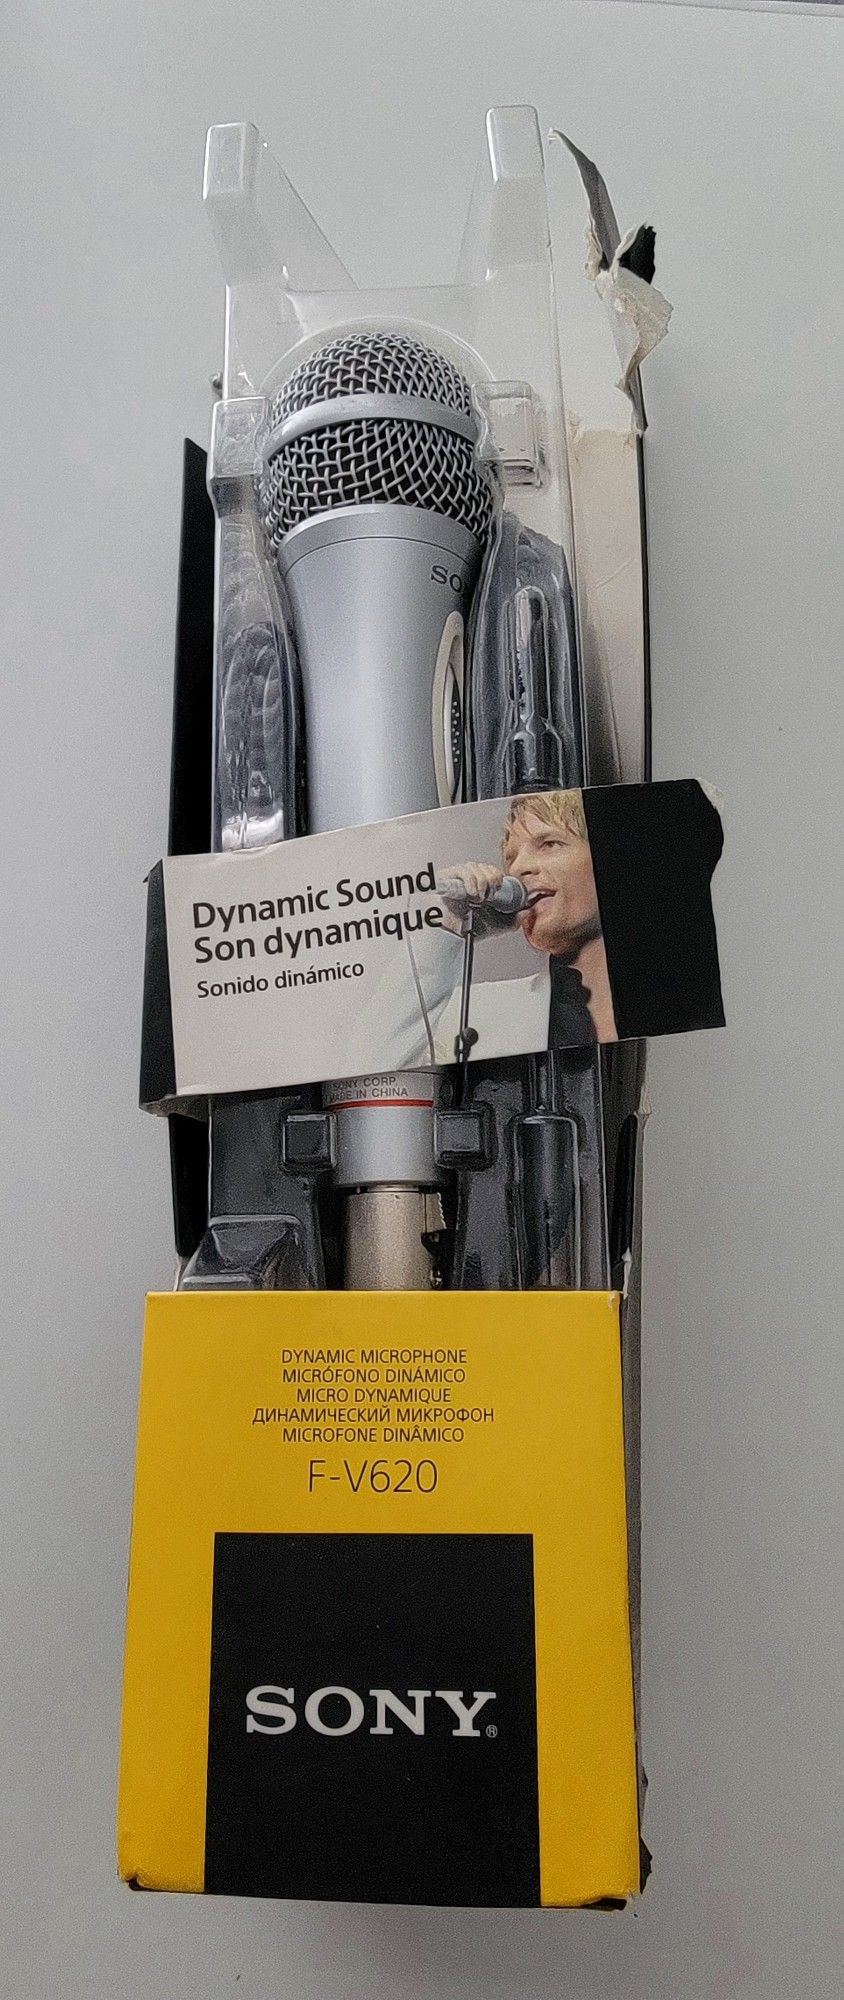 SO
Dynamic Sound
Son dynamique
Sonido dinámico
SONY CORP.
MADE IN CHINA
DYNAMIC MICROPHONE
MICRÓFONO DINÁMICO
MICRO DYNAMIQUE
ДИНАМИЧЕСКИЙ МИКРОФОН
MICROFONE DINÂMICO
F-V620
SONY®